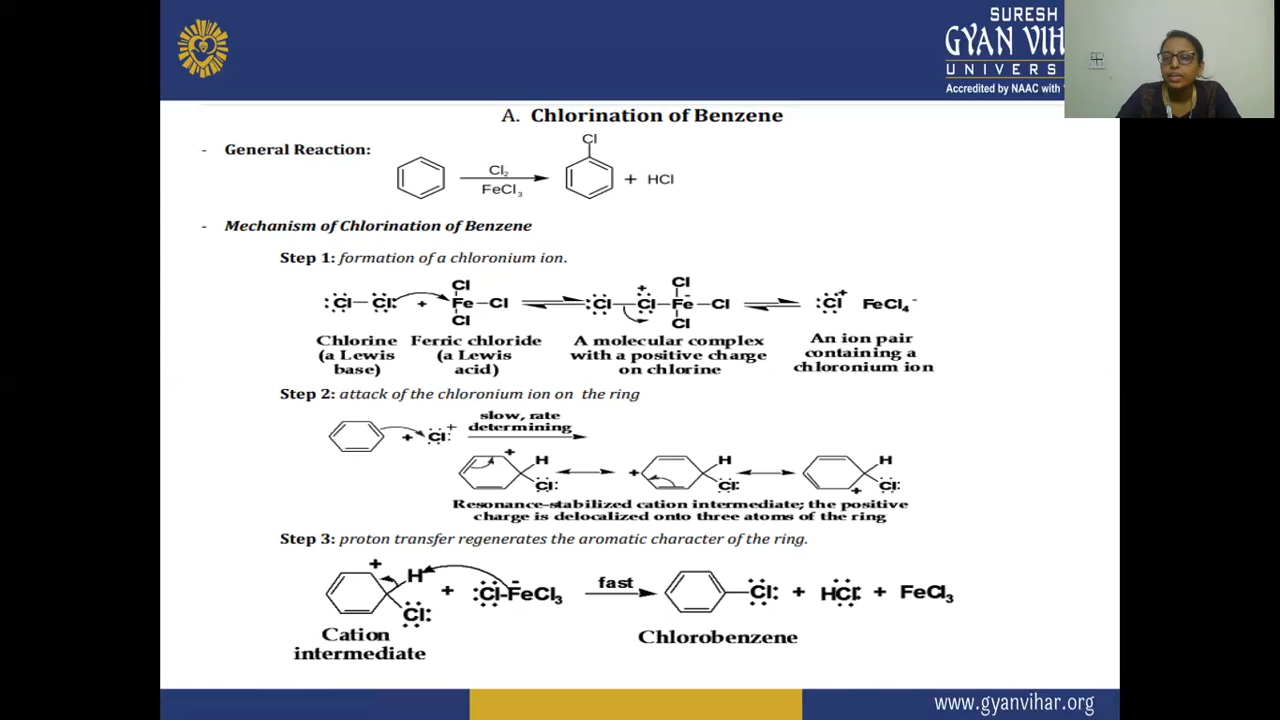 SURESH
GYAN VIH
UNIVERS
Accredited by NAAC with
A. Chlorination of Benzene
- General Reaction:
Cl
Cl₂
FeCl₃
+ HCl
- Mechanism of Chlorination of Benzene
Step 1: formation of a chloronium ion.
Cl Cl Cl
:Cl—Cl: + Fe—Cl :Cl—Cl—Fe—Cl :Cl⁺ FeCl₄⁻
Cl Cl
Chlorine Ferric chloride A molecular complex An ion pair
(a Lewis (a Lewis with a positive charge containing a
base) acid) on chlorine chloronium ion
Step 2: attack of the chloronium ion on the ring
slow, rate
determining
+ Cl:⁺
+ H + H H
Cl: Cl: + Cl:
Resonance-stabilized cation intermediate; the positive
charge is delocalized onto three atoms of the ring
Step 3: proton transfer regenerates the aromatic character of the ring.
+ H + :Cl-FeCl₃ fast Cl: + HCl: + FeCl₃
Cl:
Cation
intermediate
Chlorobenzene
www.gyanvihar.org